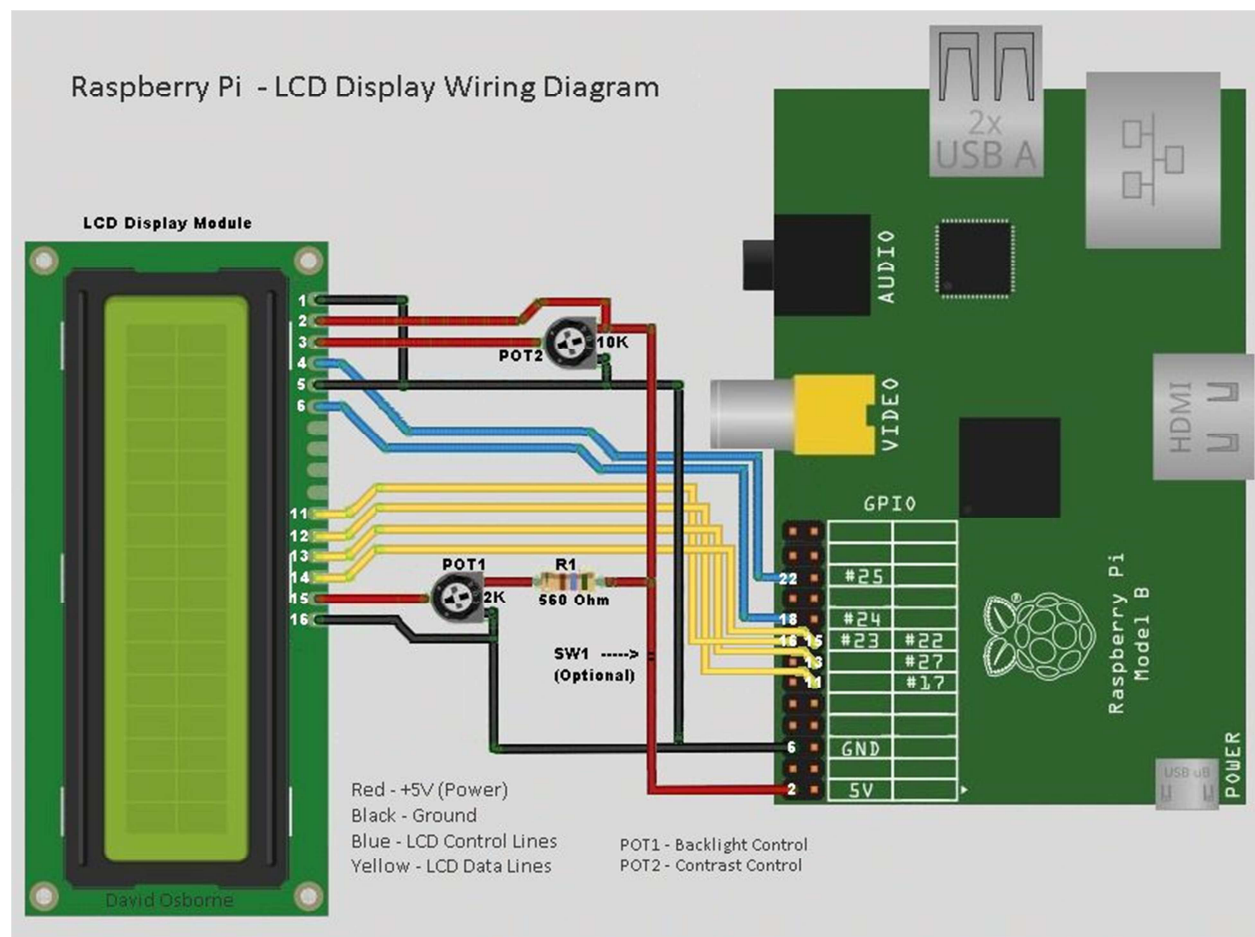 Raspberry Pi - LCD Display Wiring Diagram
2x
USB A
LCD Display Module
AUDIO
1
2
3
4
5
6
POT2
10K
VIDEO
HDMI
GPIO
11
12
13
14
15
16
POT1
2K
R1
560 Ohm
22
#25
18
#24
16 15
#23 #22
13
#27
11
#17
SW1 ----->
(Optional)
6
GND
2
5V
®
Raspberry Pi
Model B
POWER
USB uB
Red - +5V (Power)
Black - Ground
Blue - LCD Control Lines
Yellow - LCD Data Lines
POT1 - Backlight Control
POT2 - Contrast Control
David Osborne